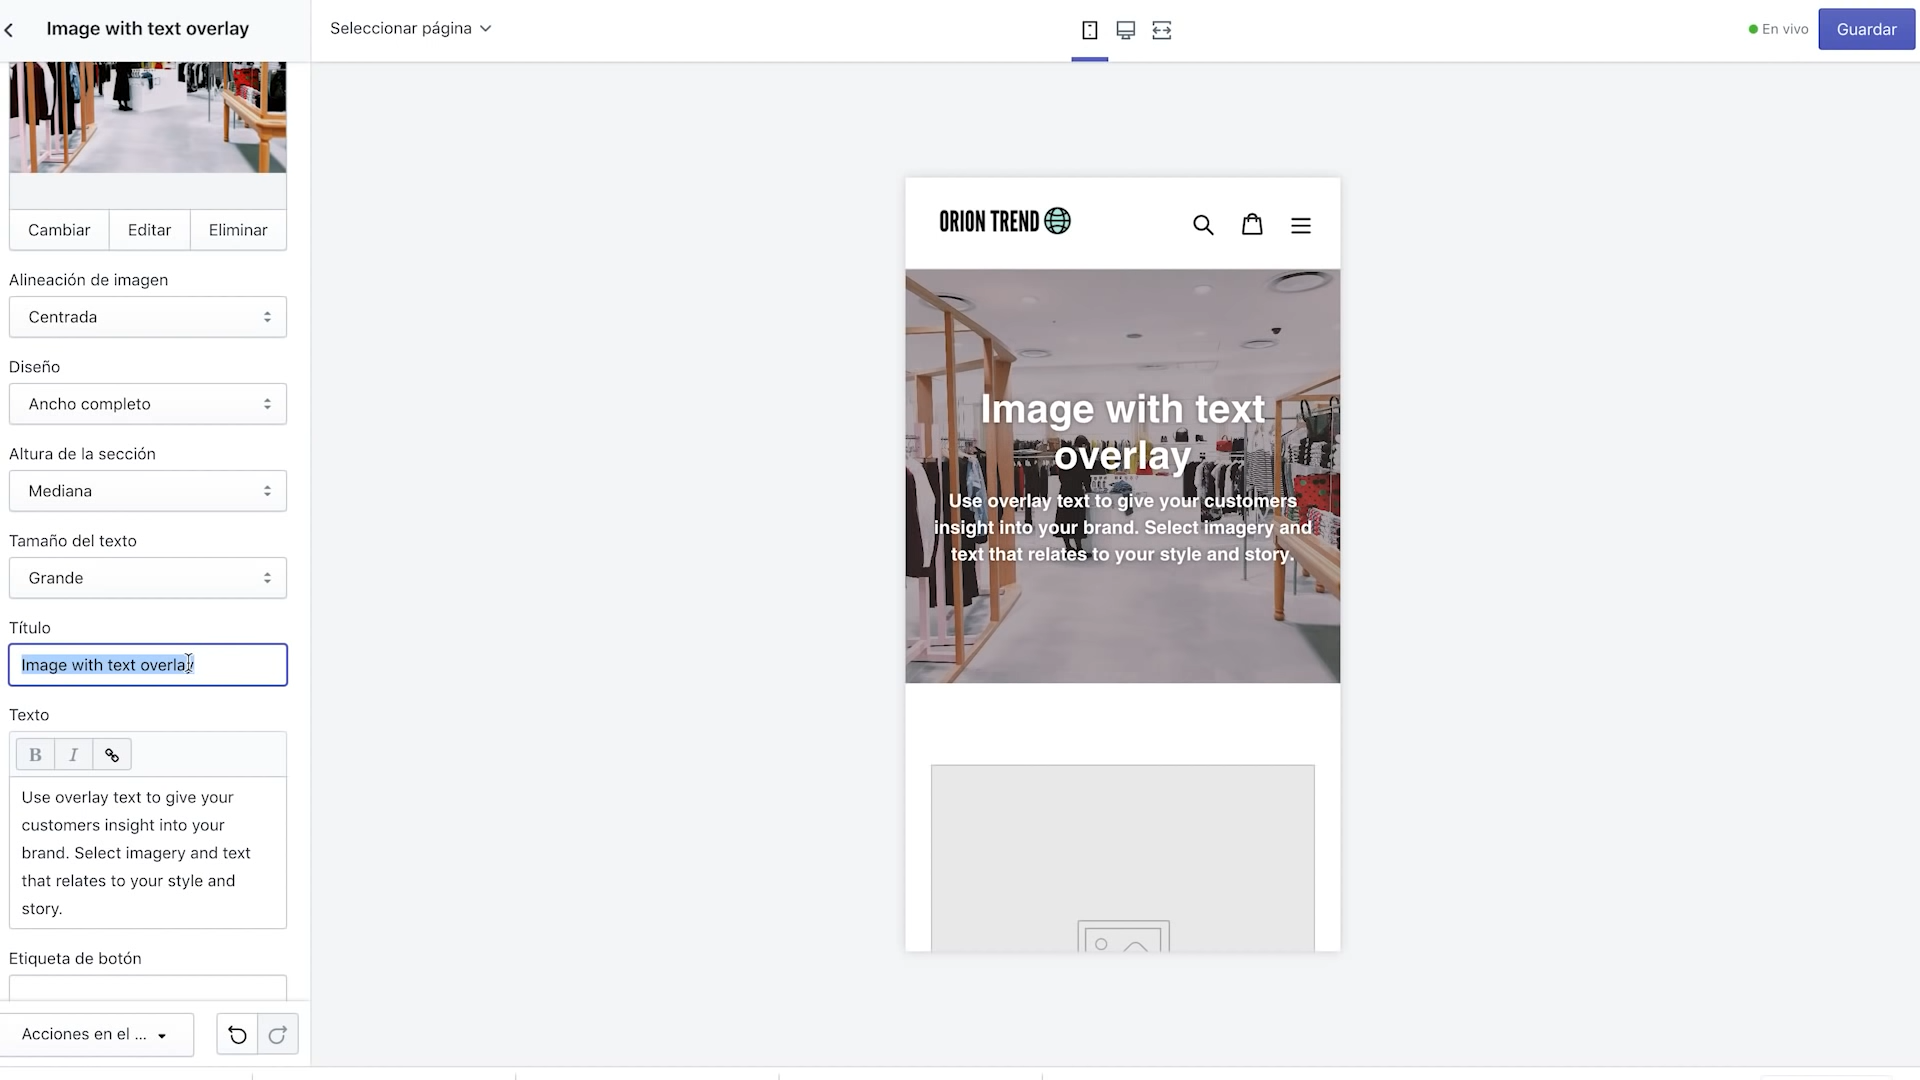 Image with text overlay
Seleccionar página
En vivo
Guardar
Cambiar
Editar
Eliminar
Alineación de imagen
Centrada
Diseño
Ancho completo
Altura de la sección
Mediana
Tamaño del texto
Grande
Título
Image with text overlay
Texto
B
I
Use overlay text to give your
customers insight into your
brand. Select imagery and text
that relates to your style and
story.
Etiqueta de botón
Acciones en el ...
ORION TREND
Image with text
overlay
Use overlay text to give your customers
insight into your brand. Select imagery and
text that relates to your style and story.